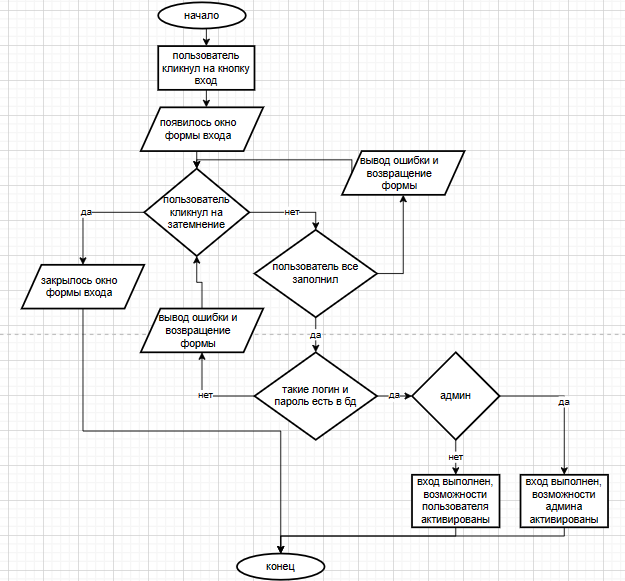 начало
пользователь
кликнул на кнопку
вход
появилось окно
формы входа
вывод ошибки и
возвращение
формы
пользователь
кликнул на
затемнение
да
нет
пользователь все
заполнил
закрылось окно
формы входа
вывод ошибки и
возвращение
формы
да
такие логин и
пароль есть в бд
нет
да
админ
да
нет
вход выполнен,
возможности
пользователя
активированы
вход выполнен,
возможности
админа
активированы
конец